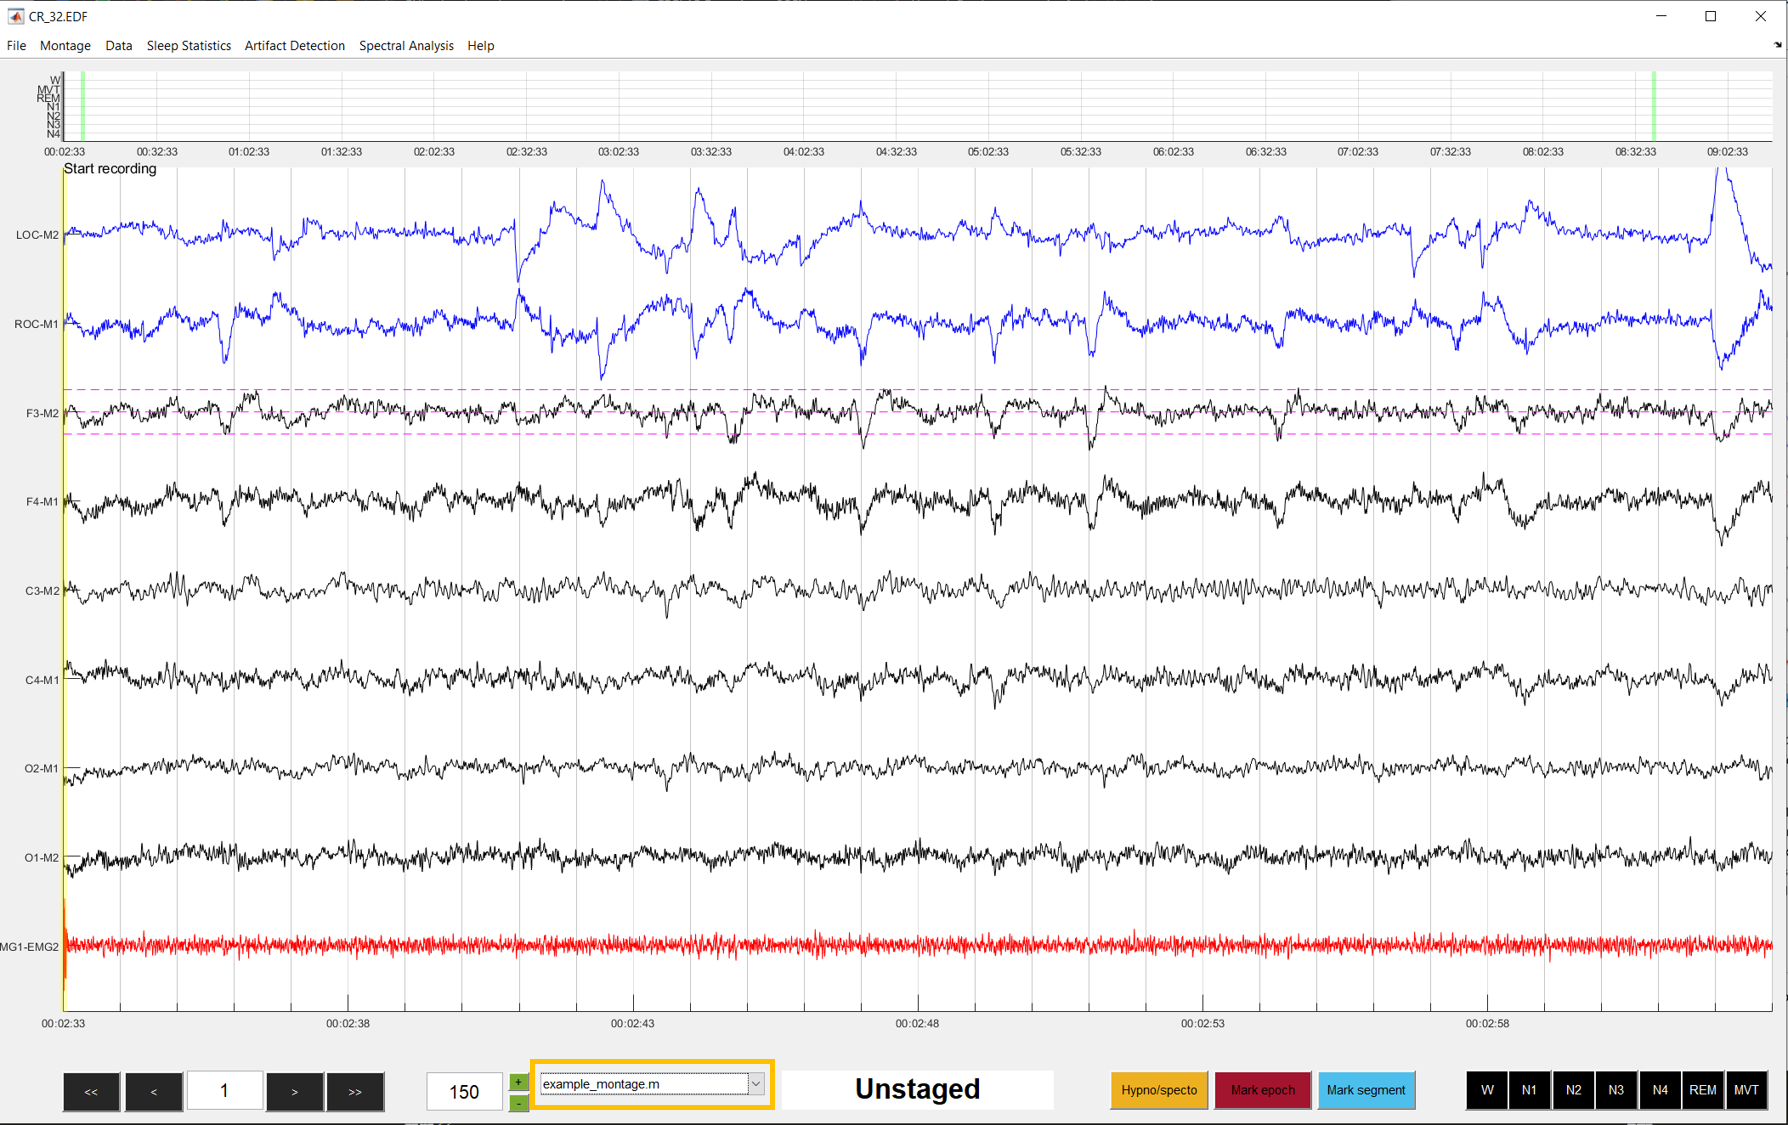 CR_32.EDF
File Montage Data Sleep Statistics Artifact Detection Spectral Analysis Help
W
MVT
REM
N1
N2
N3
N4
00:02:33 00:32:33 01:02:33 01:32:33 02:02:33 02:32:33 03:02:33 03:32:33 04:02:33 04:32:33 05:02:33 05:32:33 06:02:33 06:32:33 07:02:33 07:32:33 08:02:33 08:32:33 09:02:33
Start recording
LOC-M2
ROC-M1
F3-M2
F4-M1
C3-M2
C4-M1
O2-M1
O1-M2
MG1-EMG2
00:02:33 00:02:38 00:02:43 00:02:48 00:02:53 00:02:58
<< < 1 > >> 150 + - example_montage.m Unstaged Hypno/specto Mark epoch Mark segment W N1 N2 N3 N4 REM MVT